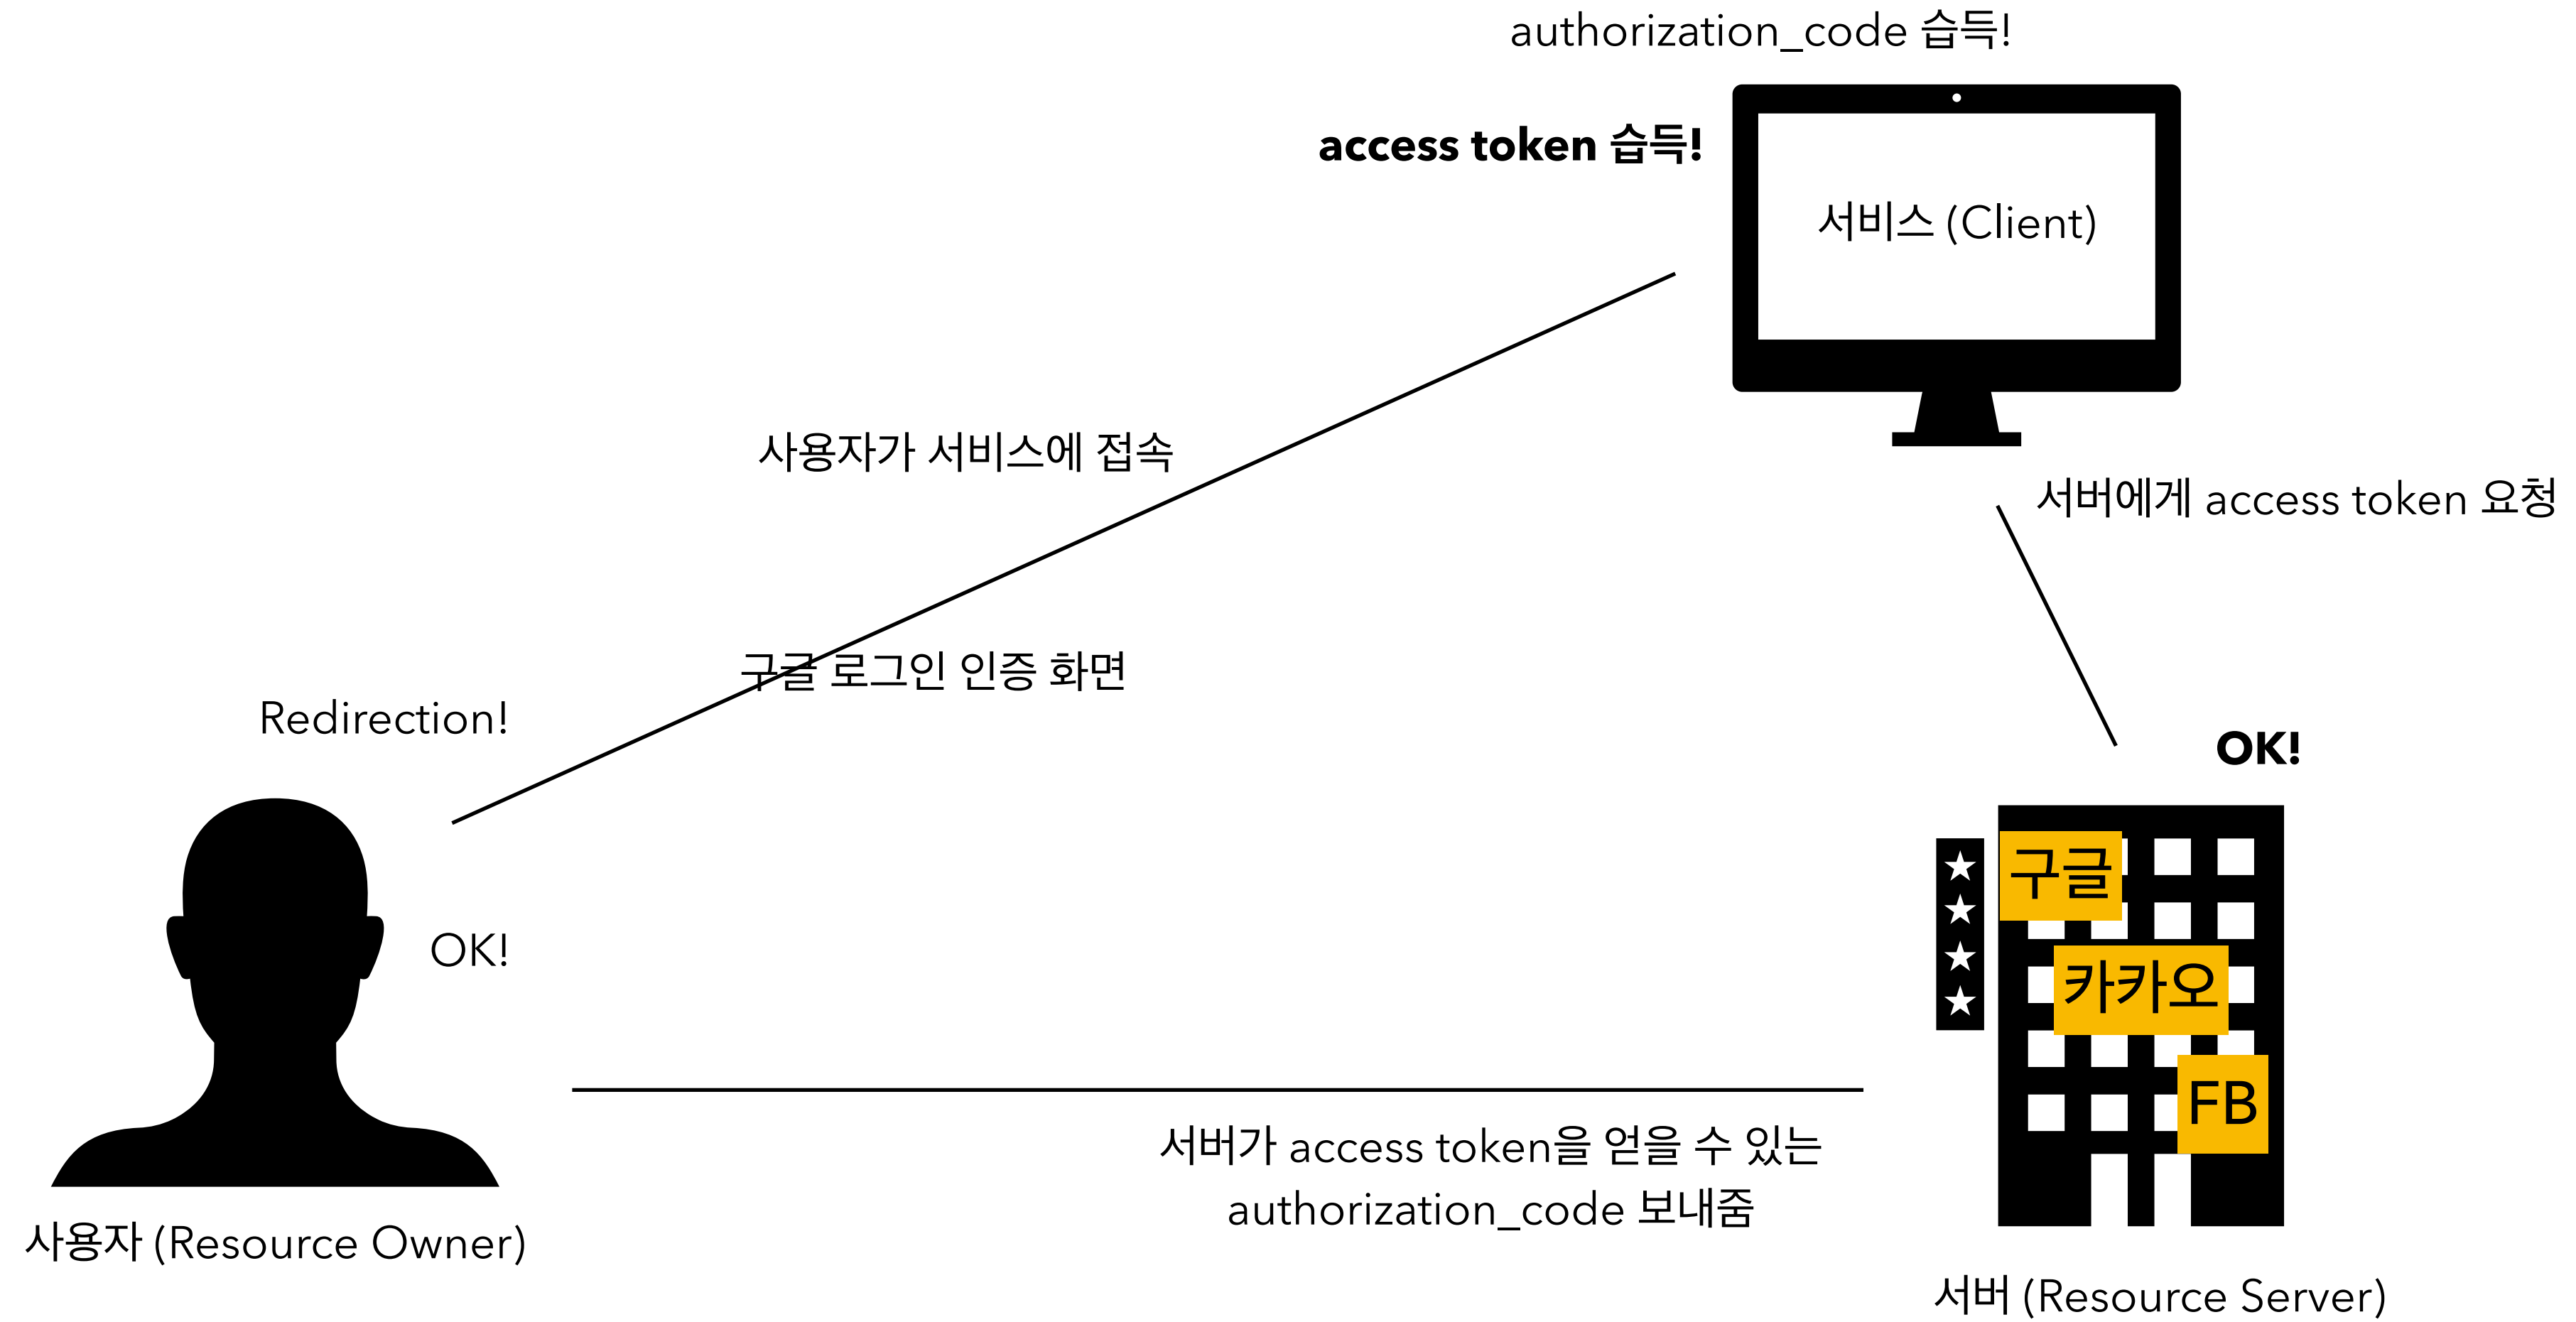 authorization_code 습득!
access token 습득!
서비스 (Client)
사용자가 서비스에 접속
서버에게 access token 요청
구글 로그인 인증 화면
Redirection!
OK!
구글
OK!
카카오
FB
서버가 access token을 얻을 수 있는
authorization_code 보내줌
사용자 (Resource Owner)
서버 (Resource Server)